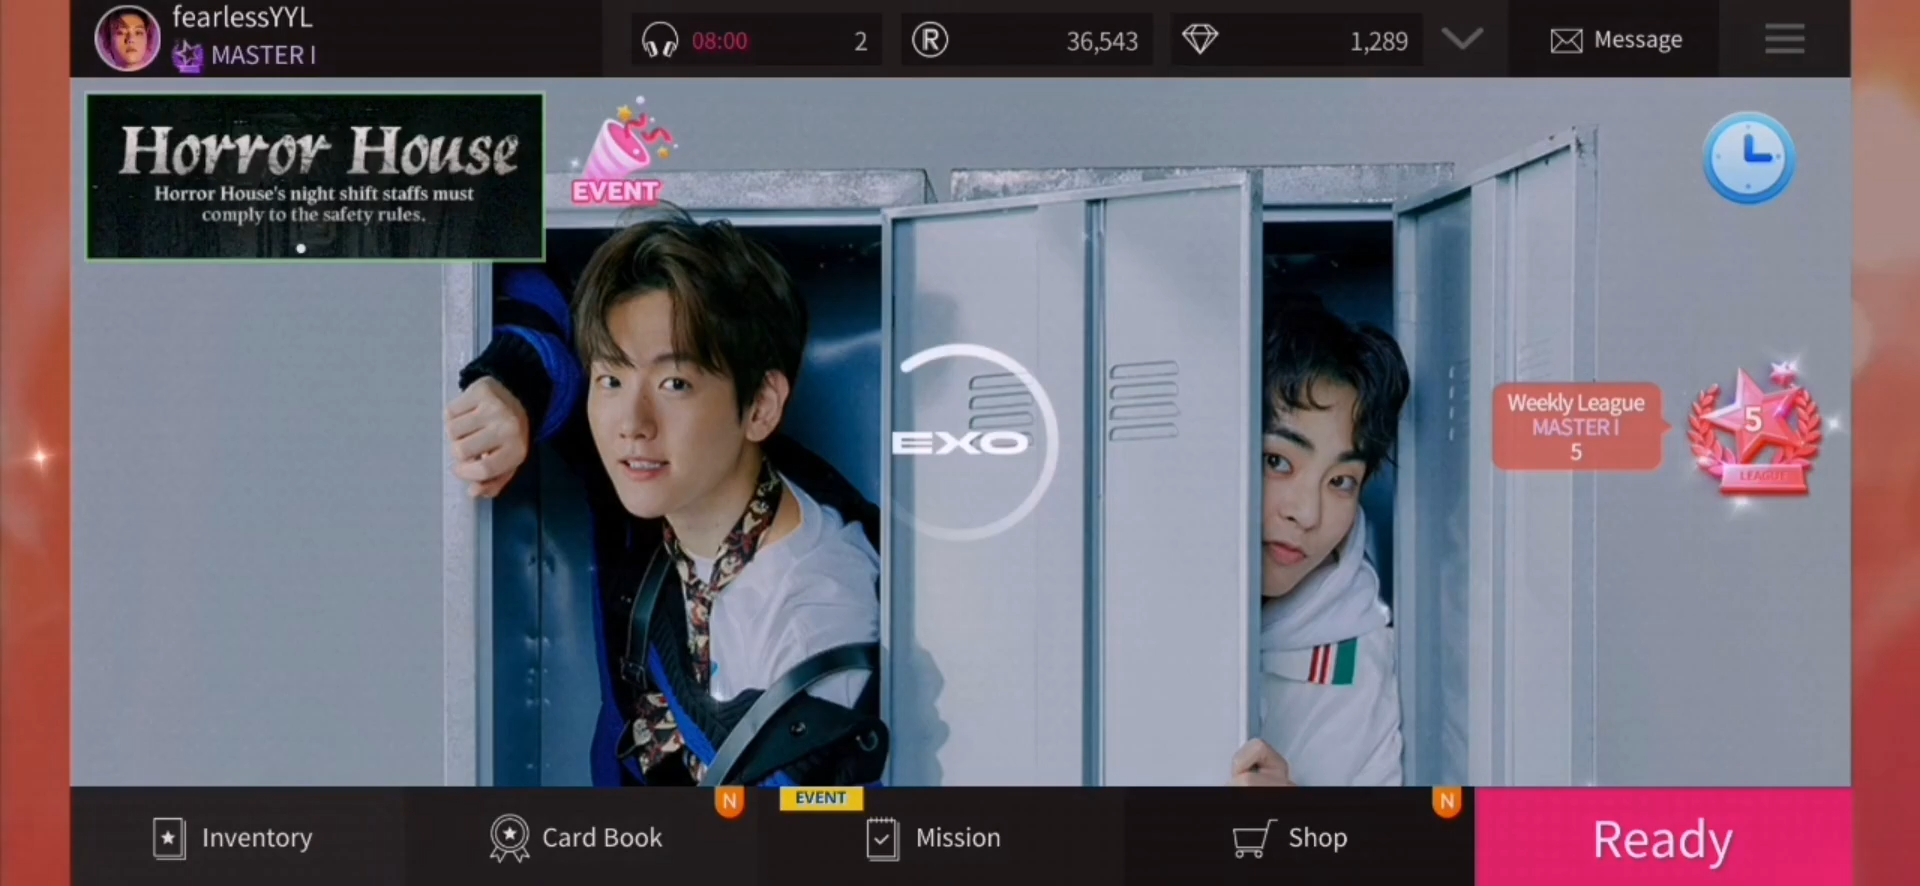 fearlessYYL
MASTER I
08:00
2
R
36,543
1,289
Message
Horror House
Horror House's night shift staffs must
comply to the safety rules.
EVENT
EXO
Weekly League
MASTER I
5
5
LEAGUE
Inventory
Card Book
N
EVENT
Mission
Shop
N
Ready